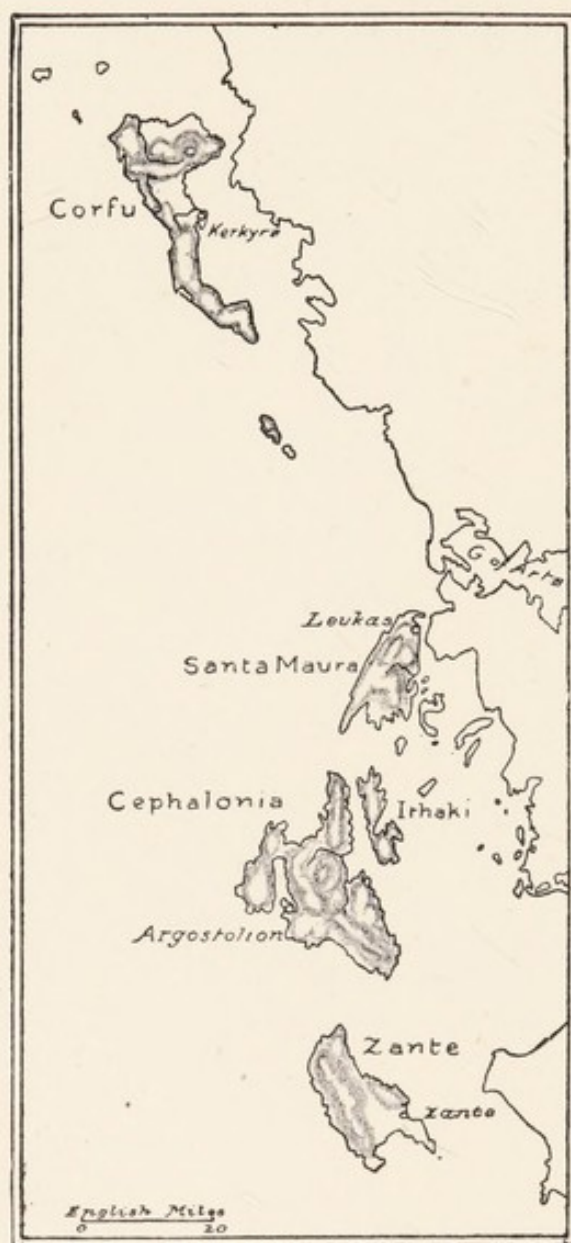 Corfu
Kerkyra
G. of Arta
Leukas
Santa Maura
Cephalonia
Ithaki
Argostolion
Zante
Zante
English Miles
0 20